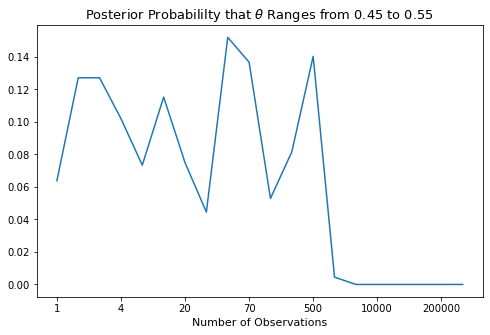 Posterior Probabililty that θ Ranges from 0.45 to 0.55
0.14
0.12
0.10
0.08
0.06
0.04
0.02
0.00
1 4 20 70 500 10000 200000
Number of Observations